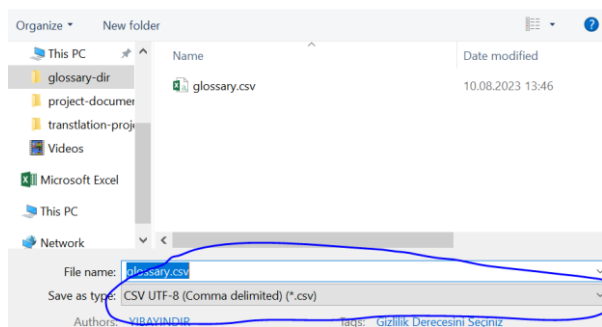 Organize New folder
Name Date modified
This PC
glossary-dir
glossary.csv 10.08.2023 13:46
project-documer
transtlation-proje
Videos
Microsoft Excel
This PC
Network
File name: glossary.csv
Save as type: CSV UTF-8 (Comma delimited) (*.csv)
Authors: YIBAYINDIR Tags: Gizlilik Derecesini Seçiniz